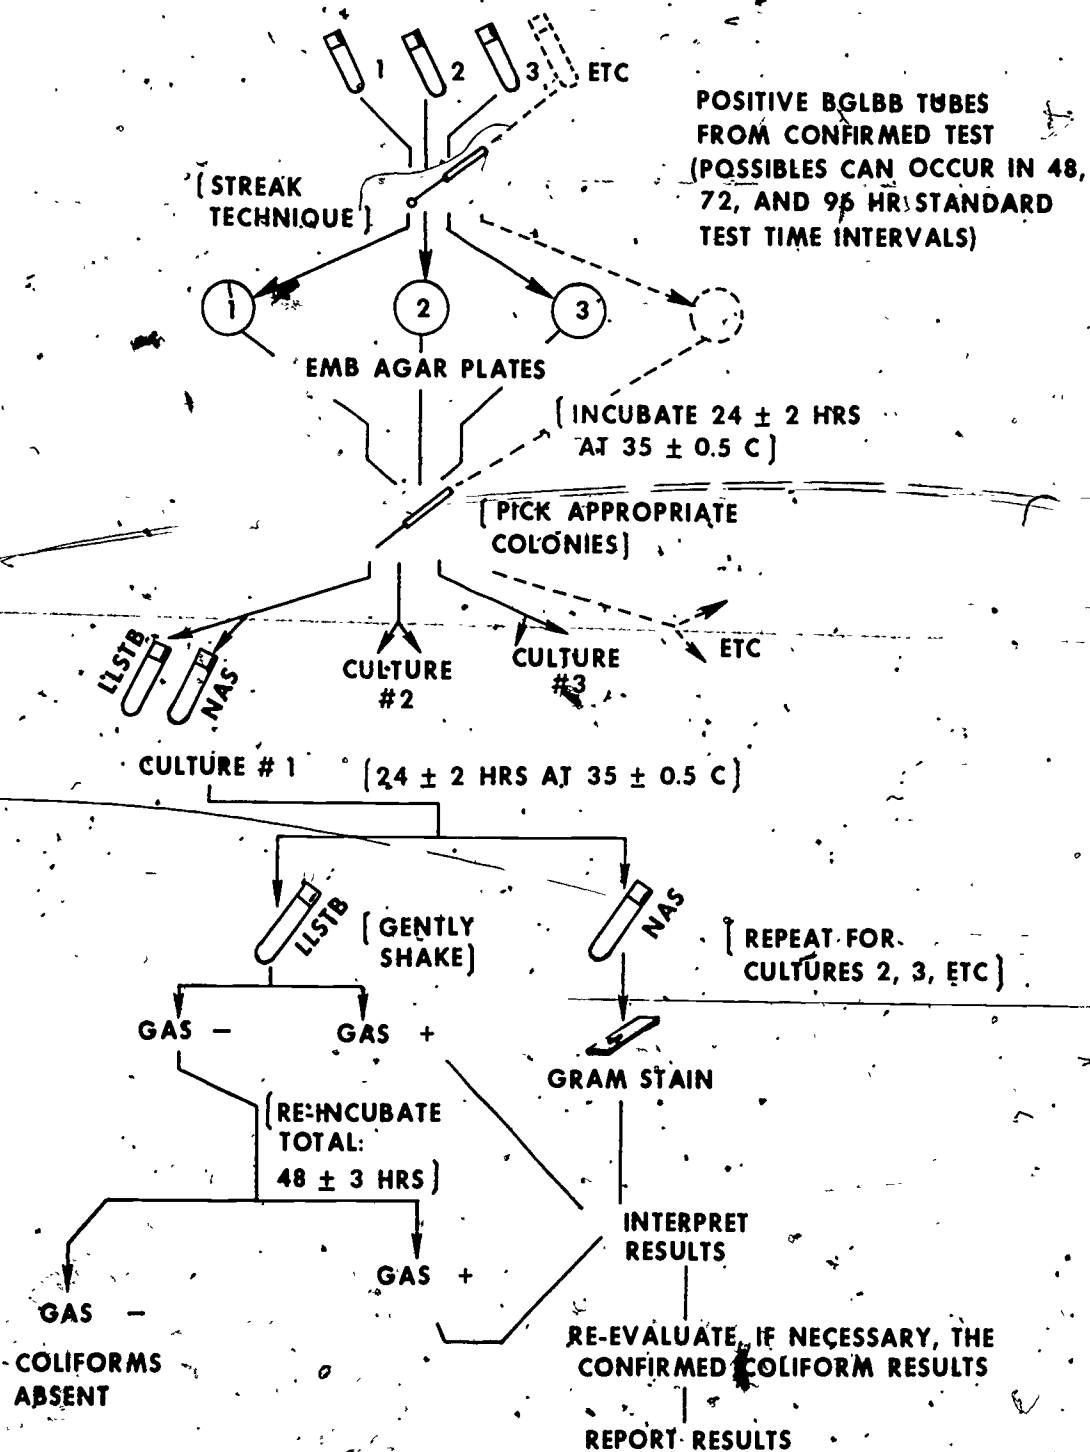 1
2
3
ETC
POSITIVE BGLBB TUBES
FROM CONFIRMED TEST
(POSSIBLES CAN OCCUR IN 48,
72, AND 96 HR STANDARD
TEST TIME INTERVALS)
[STREAK
TECHNIQUE]
1
2
3
EMB AGAR PLATES
[INCUBATE 24 ± 2 HRS
AT 35 ± 0.5 C]
[PICK APPROPRIATE
COLONIES]
LLSTB
NAS
CULTURE
#2
CULTURE
#3
ETC
CULTURE # 1
[24 ± 2 HRS AT 35 ± 0.5 C]
LLSTB
[GENTLY
SHAKE]
NAS
[REPEAT FOR
CULTURES 2, 3, ETC]
GAS −
GAS +
GRAM STAIN
[RE-INCUBATE
TOTAL:
48 ± 3 HRS]
INTERPRET
RESULTS
GAS +
GAS −
COLIFORMS
ABSENT
RE-EVALUATE, IF NECESSARY, THE
CONFIRMED COLIFORM RESULTS
REPORT RESULTS